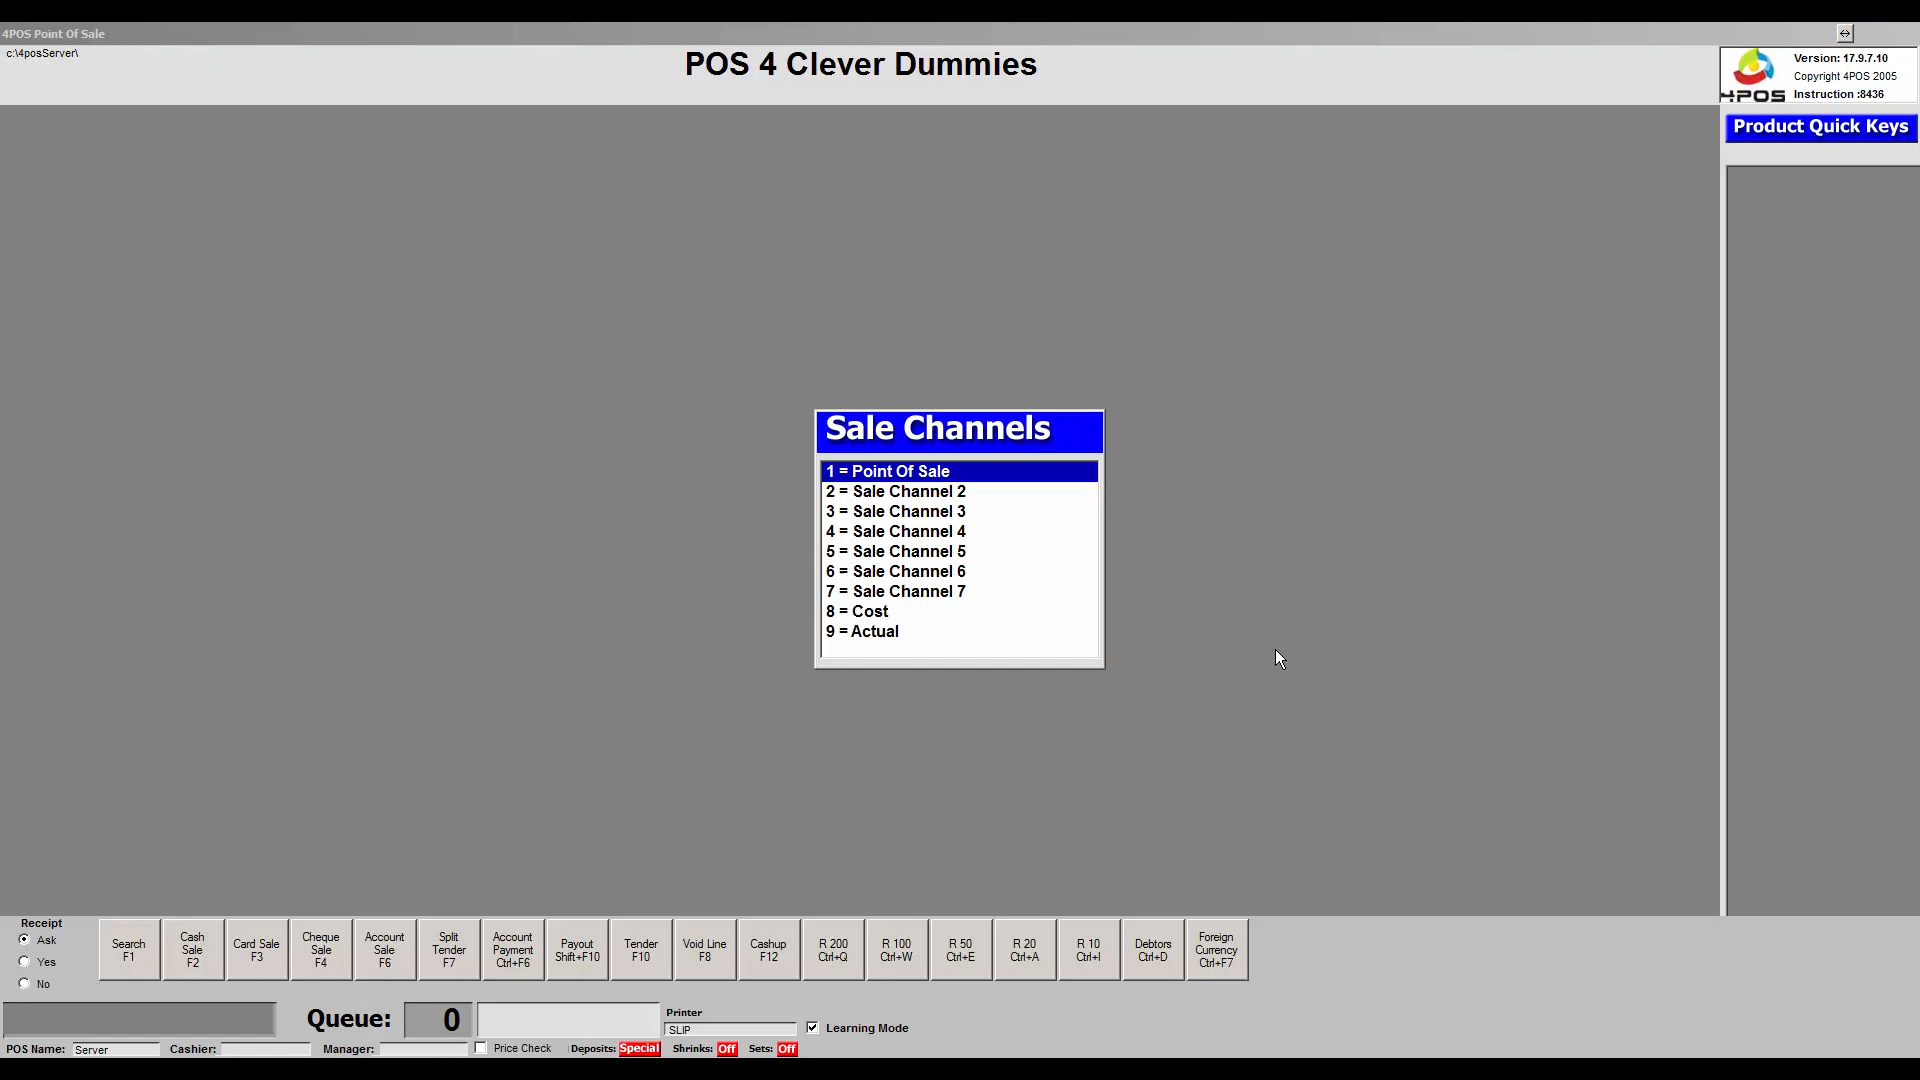 4POS Point Of Sale
c:\4posServer\
POS 4 Clever Dummies
4POS
Version: 17.9.7.10
Copyright 4POS 2005
Instruction :8436
Product Quick Keys
Sale Channels
1 = Point Of Sale
2 = Sale Channel 2
3 = Sale Channel 3
4 = Sale Channel 4
5 = Sale Channel 5
6 = Sale Channel 6
7 = Sale Channel 7
8 = Cost
9 = Actual
Receipt
Ask
Yes
No
Search
F1
Cash
Sale
F2
Card Sale
F3
Cheque
Sale
F4
Account
Sale
F6
Split
Tender
F7
Account
Payment
Ctrl+F6
Payout
Shift+F10
Tender
F10
Void Line
F8
Cashup
F12
R 200
Ctrl+Q
R 100
Ctrl+W
R 50
Ctrl+E
R 20
Ctrl+A
R 10
Ctrl+I
Debtors
Ctrl+D
Foreign
Currency
Ctrl+F7
Queue: 0
Printer
SLIP
Learning Mode
POS Name: Server Cashier: Manager: Price Check Deposits: Special Shrinks: Off Sets: Off